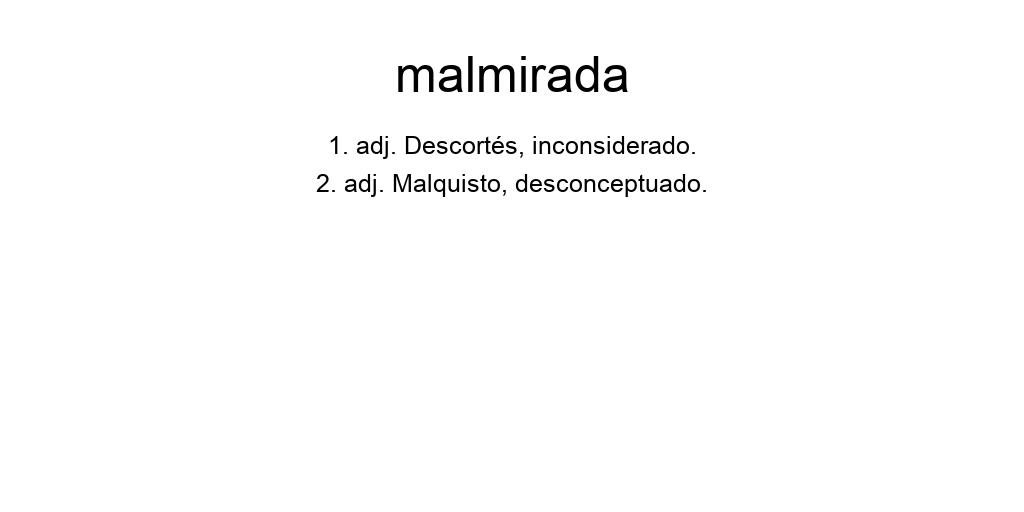 malmirada
1. adj. Descortés, inconsiderado.
2. adj. Malquisto, desconceptuado.